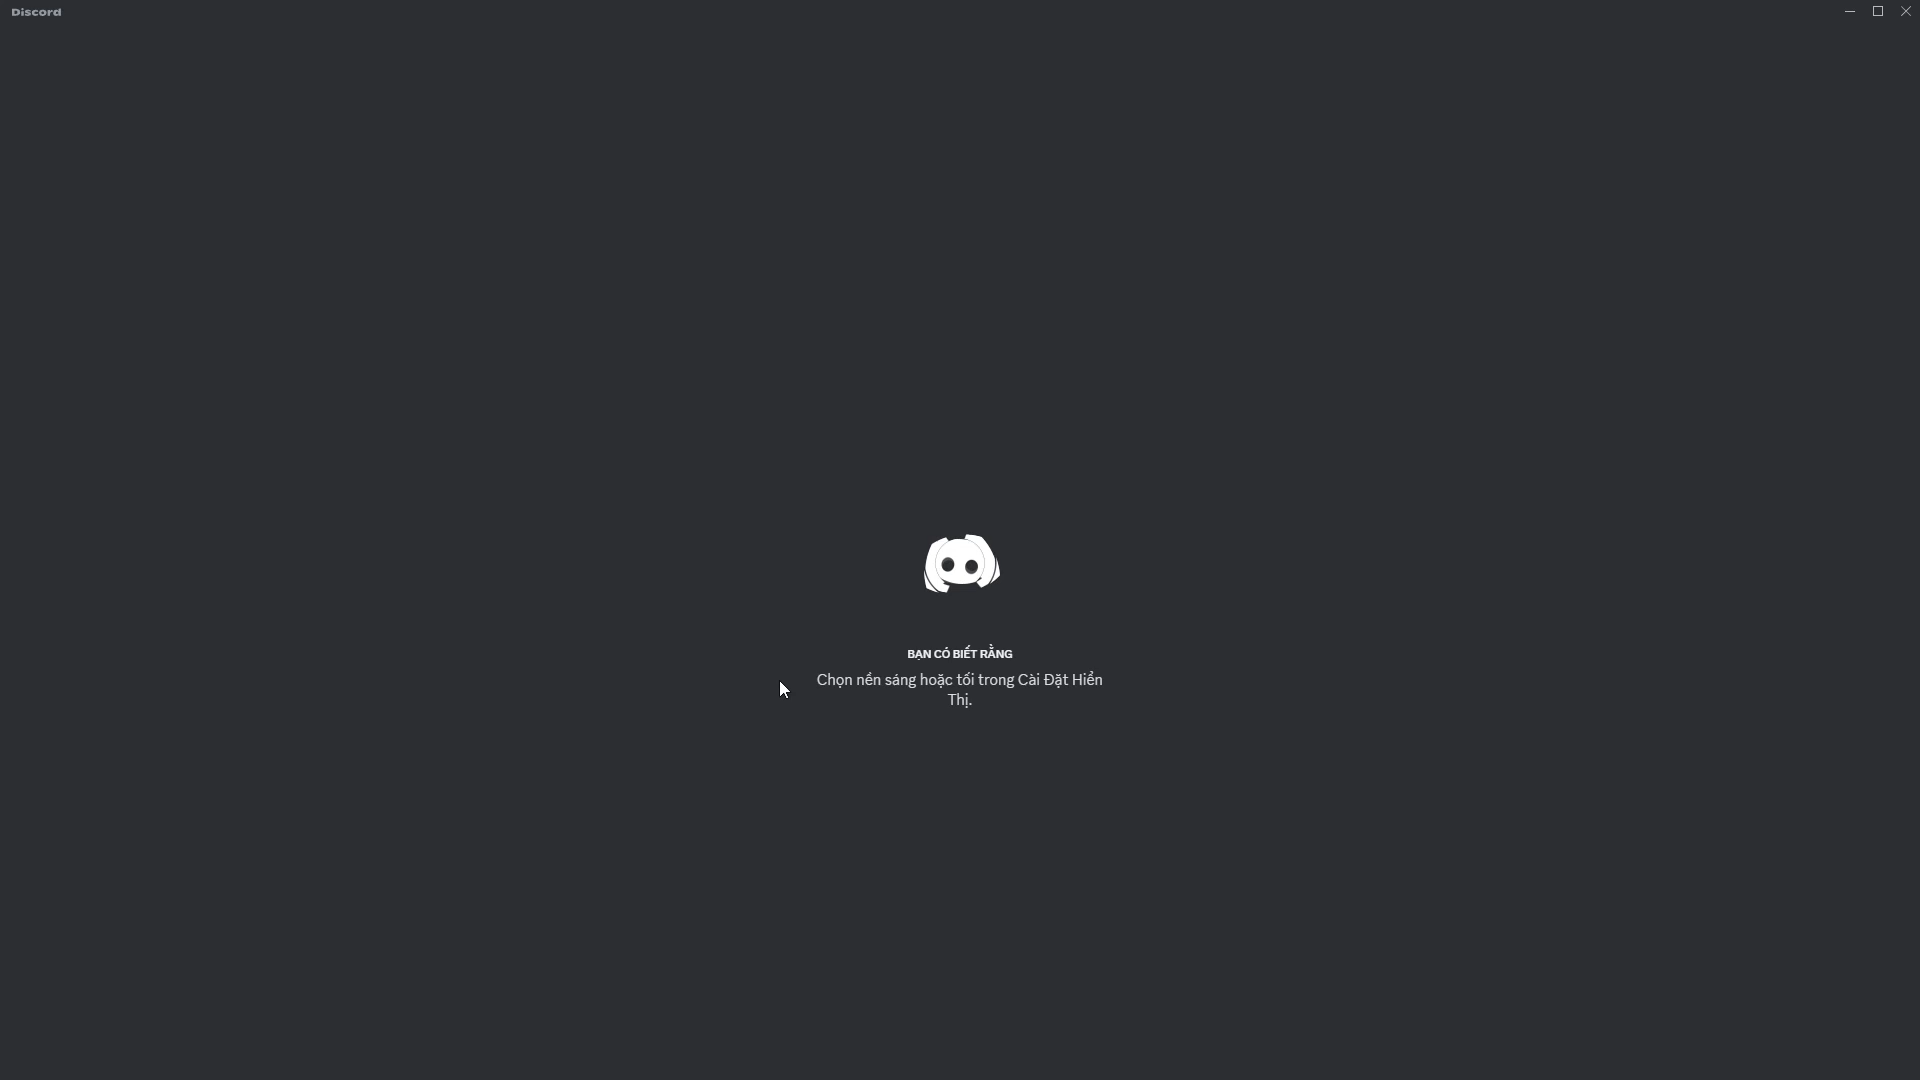 Discord
BẠN CÓ BIẾT RẰNG
Chọn nền sáng hoặc tối trong Cài Đặt Hiển
Thị.